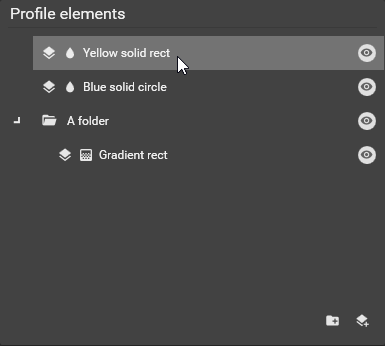 Profile elements
Yellow solid rect
Blue solid circle
A folder
Gradient rect